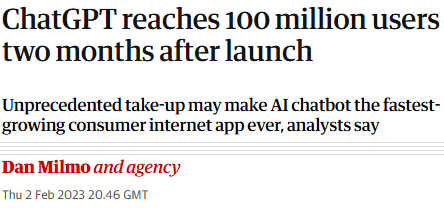 ChatGPT reaches 100 million users
two months after launch
Unprecedented take-up may make AI chatbot the fastest-
growing consumer internet app ever, analysts say
Dan Milmo and agency
Thu 2 Feb 2023 20.46 GMT